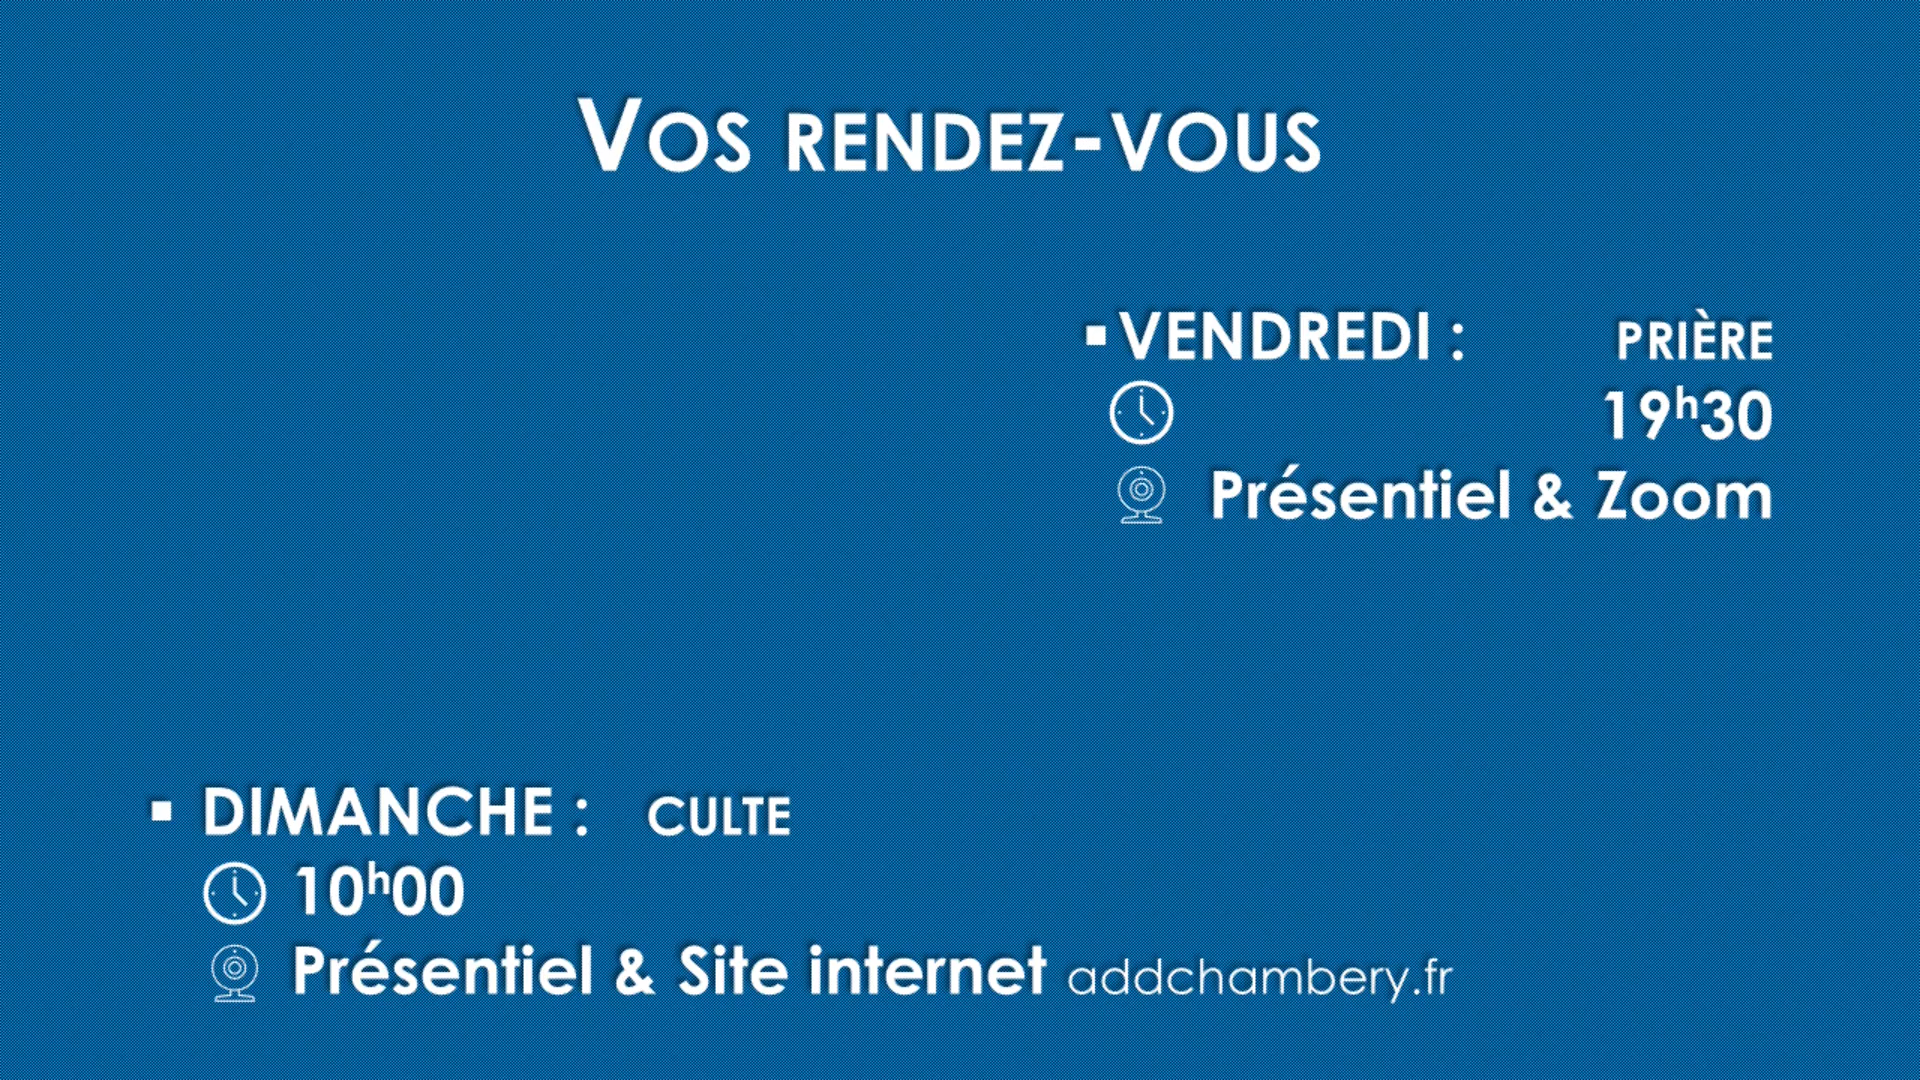 Vos rendez-vous
▪ VENDREDI : PRIÈRE
19h30
Présentiel & Zoom
▪ DIMANCHE : CULTE
10h00
Présentiel & Site internet addchambery.fr